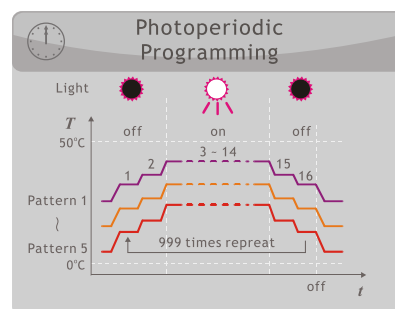 Photoperiodic
Programming
Light
T
off on off
50°C
3 ~ 14
1 2 15 16
Pattern 1
~
Pattern 5
999 times repreat
0°C
off t